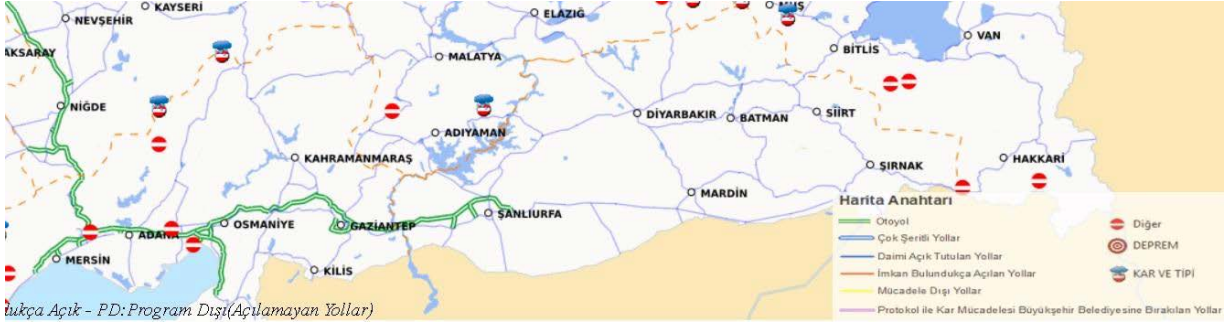 KAYSERİ
NEVŞEHİR
ELAZIĞ
MUŞ
VAN
AKSARAY
BİTLİS
MALATYA
NİĞDE
DİYARBAKIR
BATMAN
SİİRT
ADIYAMAN
KAHRAMANMARAŞ
ŞIRNAK
HAKKARİ
MARDİN
ŞANLIURFA
OSMANİYE
GAZİANTEP
ADANA
MERSİN
KİLİS
Harita Anahtarı
Otoyol
Çok Şeritli Yollar
Daimi Açık Tutulan Yollar
İmkan Bulundukça Açılan Yollar
Mücadele Dışı Yollar
Protokol ile Kar Mücadelesi Büyükşehir Belediyesine Bırakılan Yollar
Diğer
DEPREM
KAR VE TİPİ
dukça Açık - PD:Program Dışı(Açılamayan Yollar)